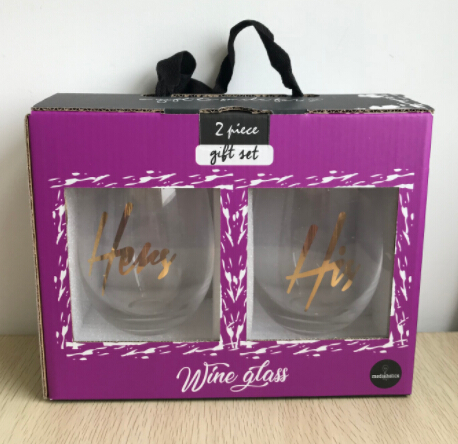 2 piece
gift set
Hers
His
Wine glass